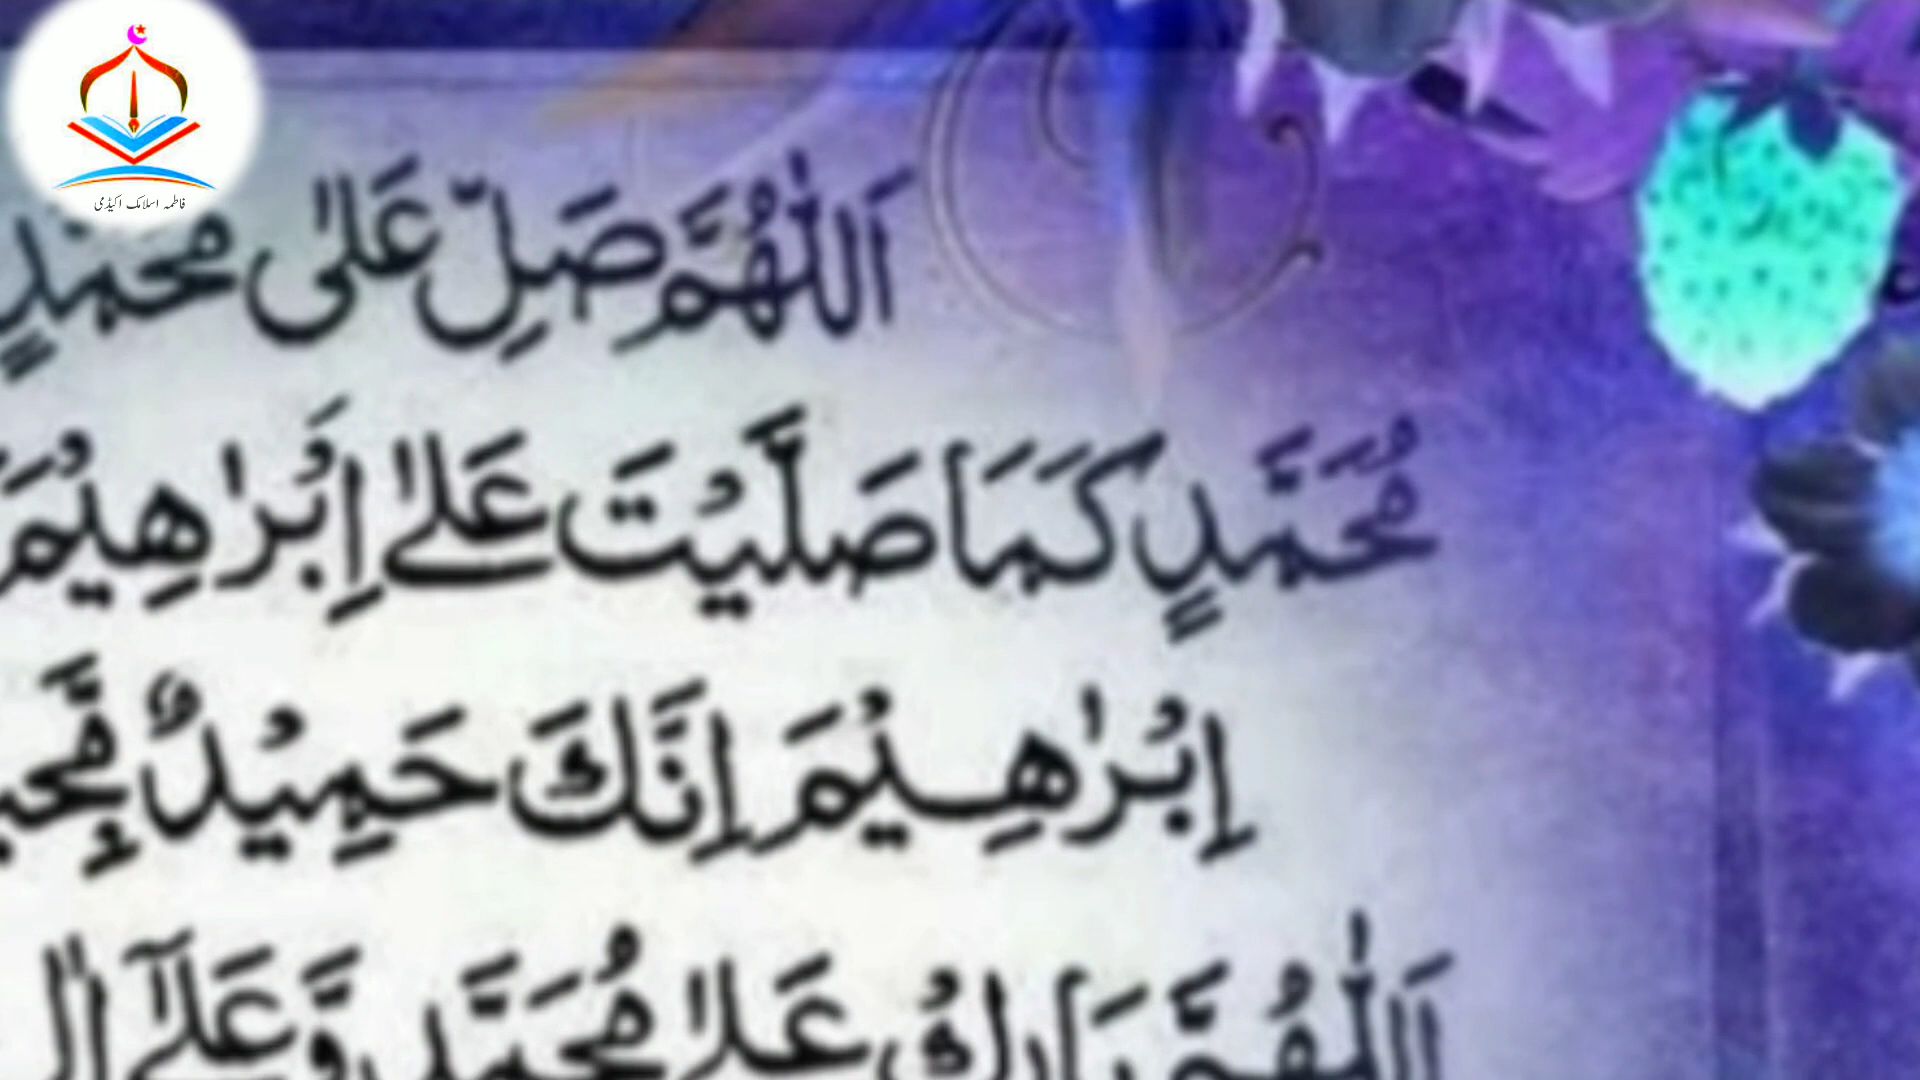 فاطمہ اسلامک اکیڈمی
اَللّٰهُمَّ صَلِّ عَلٰى مُحَمَّدٍ
مُحَمَّدٍ كَمَا صَلَّيْتَ عَلٰٓے اِبْرٰهِيْمَ
اِبْرٰهِيْمَ اِنَّكَ حَمِيْدٌ
اَللّٰهُمَّ بَارِكْ عَلٰى مُحَمَّدٍ وَّعَلٰٓى اٰلِ